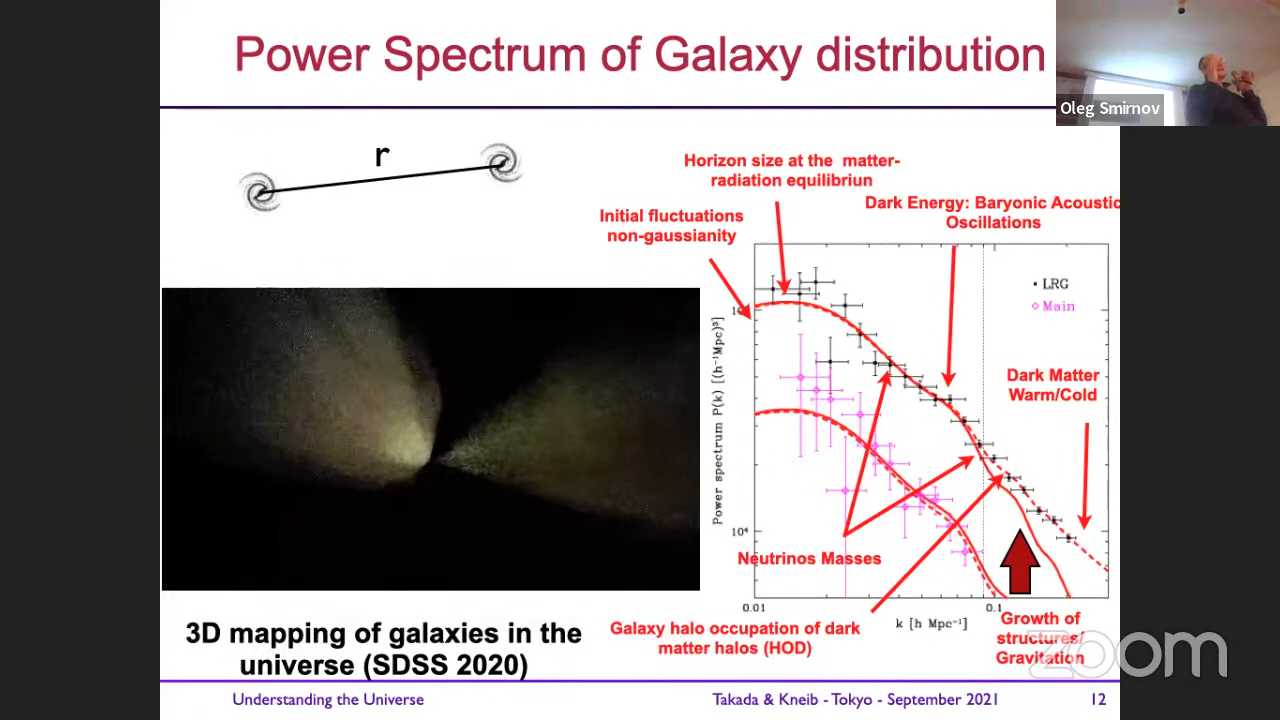 Power Spectrum of Galaxy distribution
Oleg Smirnov
r
Horizon size at the matter-
radiation equilibriun
Initial fluctuations
non-gaussianity
Dark Energy: Baryonic Acoustic
Oscillations
LRG
Main
Dark Matter
Warm/Cold
Power spectrum P(k) [(h⁻¹Mpc)³]
10⁴
Neutrinos Masses
0.01
0.1
k [h Mpc⁻¹]
Galaxy halo occupation of dark
matter halos (HOD)
Growth of
structures/
Gravitation
3D mapping of galaxies in the
universe (SDSS 2020)
zoom
Understanding the Universe
Takada & Kneib - Tokyo - September 2021
12